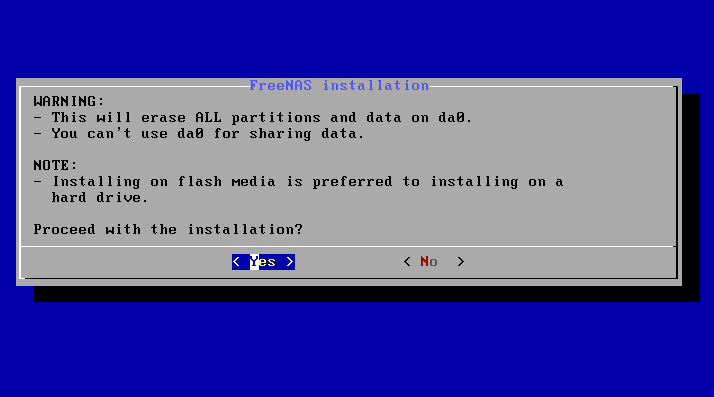 FreeNAS installation
WARNING:
- This will erase ALL partitions and data on da0.
- You can't use da0 for sharing data.
NOTE:
- Installing on flash media is preferred to installing on a
hard drive.
Proceed with the installation?
< Yes > < No >